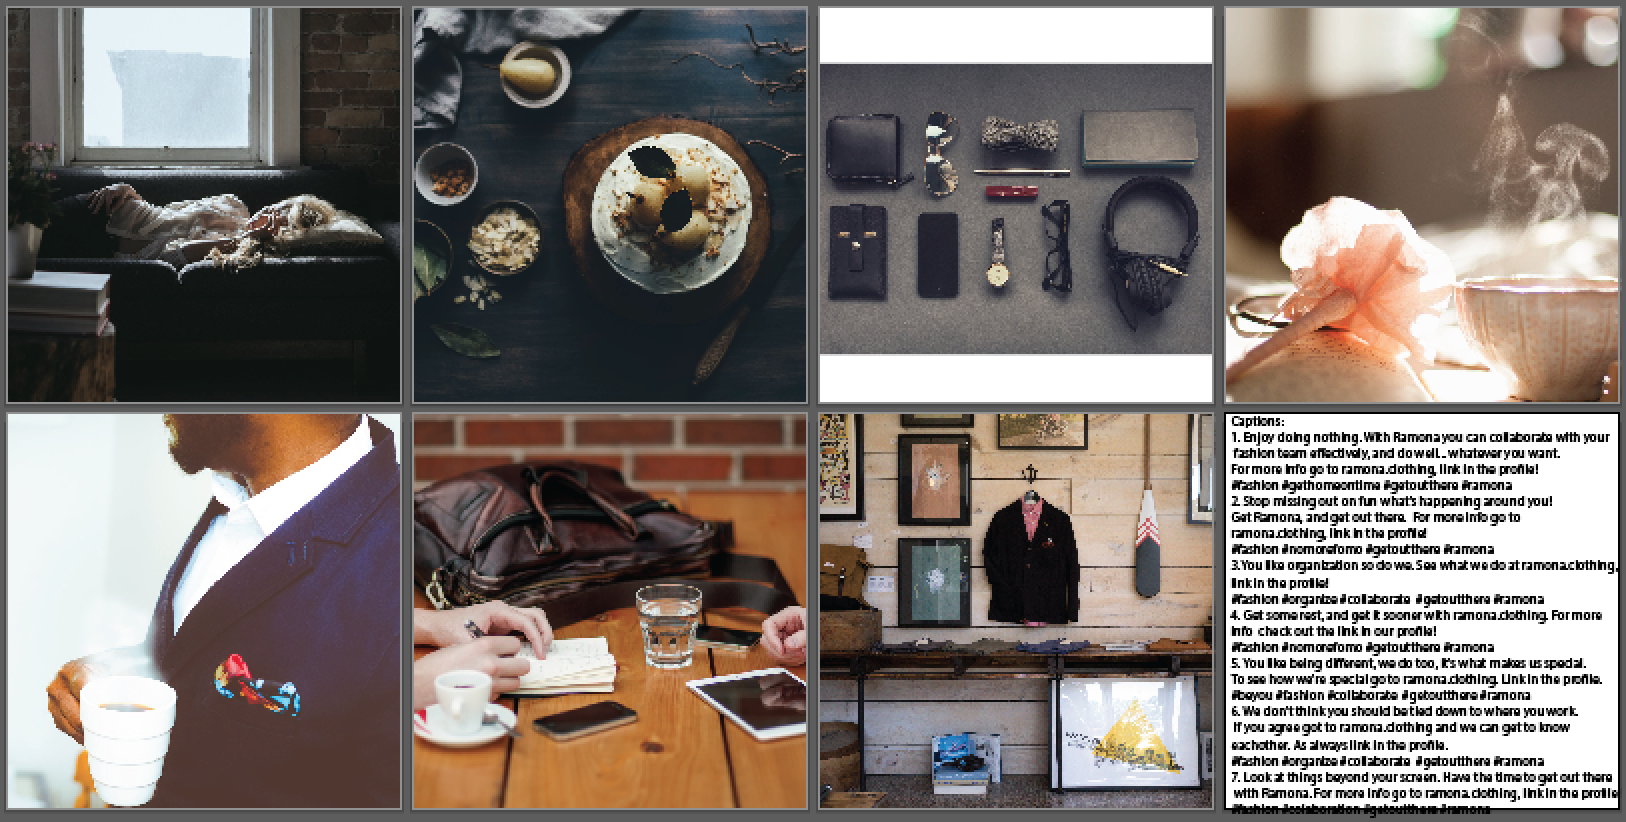 Captions:
1. Enjoy doing nothing. With Ramona you can collaborate with your
fashion team effectively, and do well... whatever you want.
For more info go to ramona.clothing, link in the profile!
#fashion #gethomeontime #getoutthere #ramona
2. Stop missing out on fun what's happening around you!
Get Ramona, and get out there. For more info go to
ramona.clothing, link in the profile!
#fashion #nomorefomo #getoutthere #ramona
3.You like organization so do we. See what we do at ramona.clothing,
link in the profile!
#fashion #organize #collaborate #getoutthere #ramona
4. Get some rest, and get it sooner with ramona.clothing. For more
info check out the link in our profile!
#fashion #nomorefomo #getoutthere #ramona
5. You like being different, we do too, it's what makes us special.
To see how we're special go to ramona.clothing. Link in the profile.
#beyou #fashion #collaborate #getoutthere #ramona
6. We don't think you should be tied down to where you work.
If you agree got to ramona.clothing and we can get to know
eachother. As always link in the profile.
#fashion #organize #collaborate #getoutthere #ramona
7. Look at things beyond your screen. Have the time to get out there
with Ramona. For more info go to ramona.clothing, link in the profile
#fashion #colaboration #getoutthere #ramona